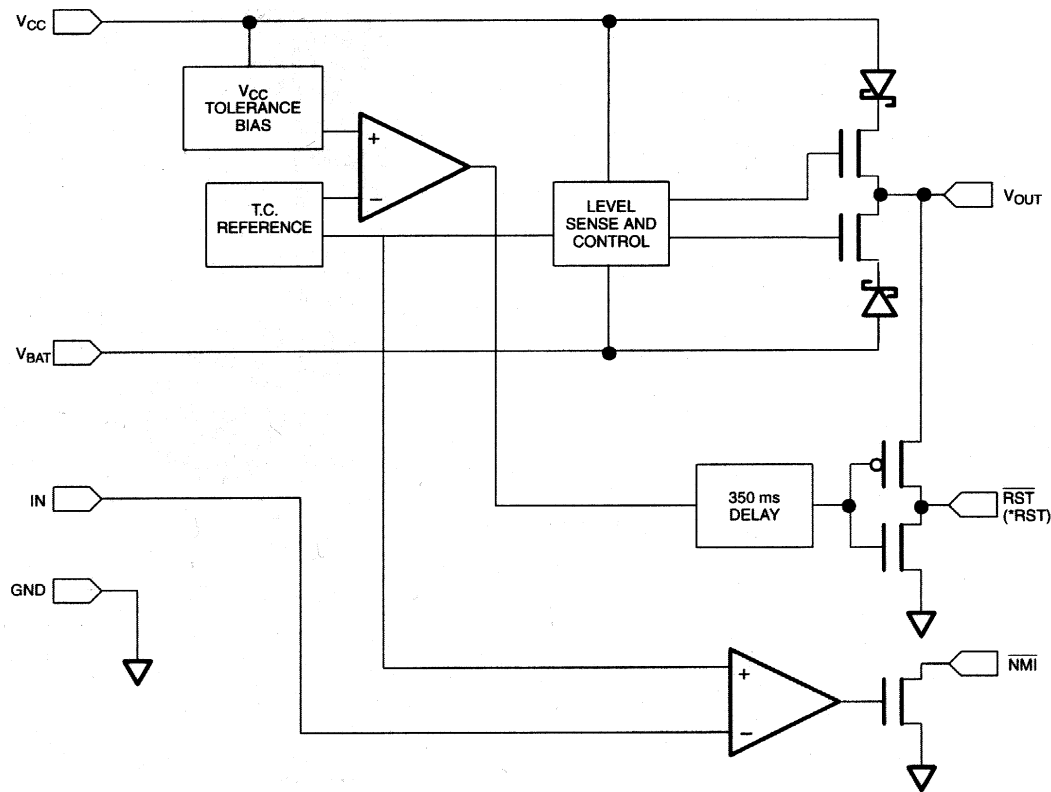 VCC
VCC
TOLERANCE
BIAS
+
−
T.C.
REFERENCE
LEVEL
SENSE AND
CONTROL
VOUT
VBAT
IN
350 ms
DELAY
RST
(*RST)
GND
+
−
NMI